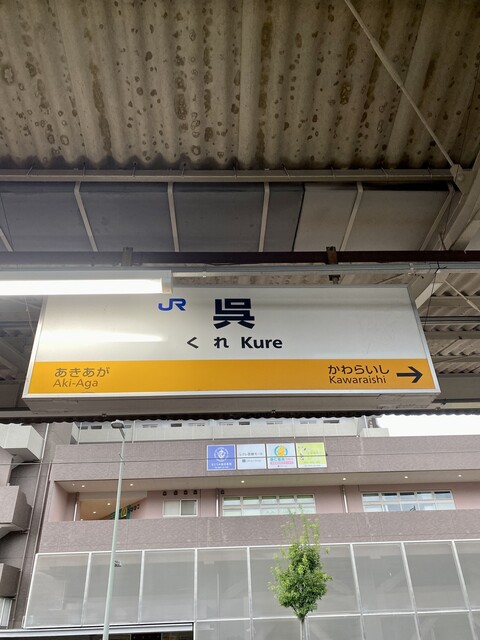 JR 呉
くれ Kure
あきあが
Aki-Aga
かわらいし
Kawaraishi